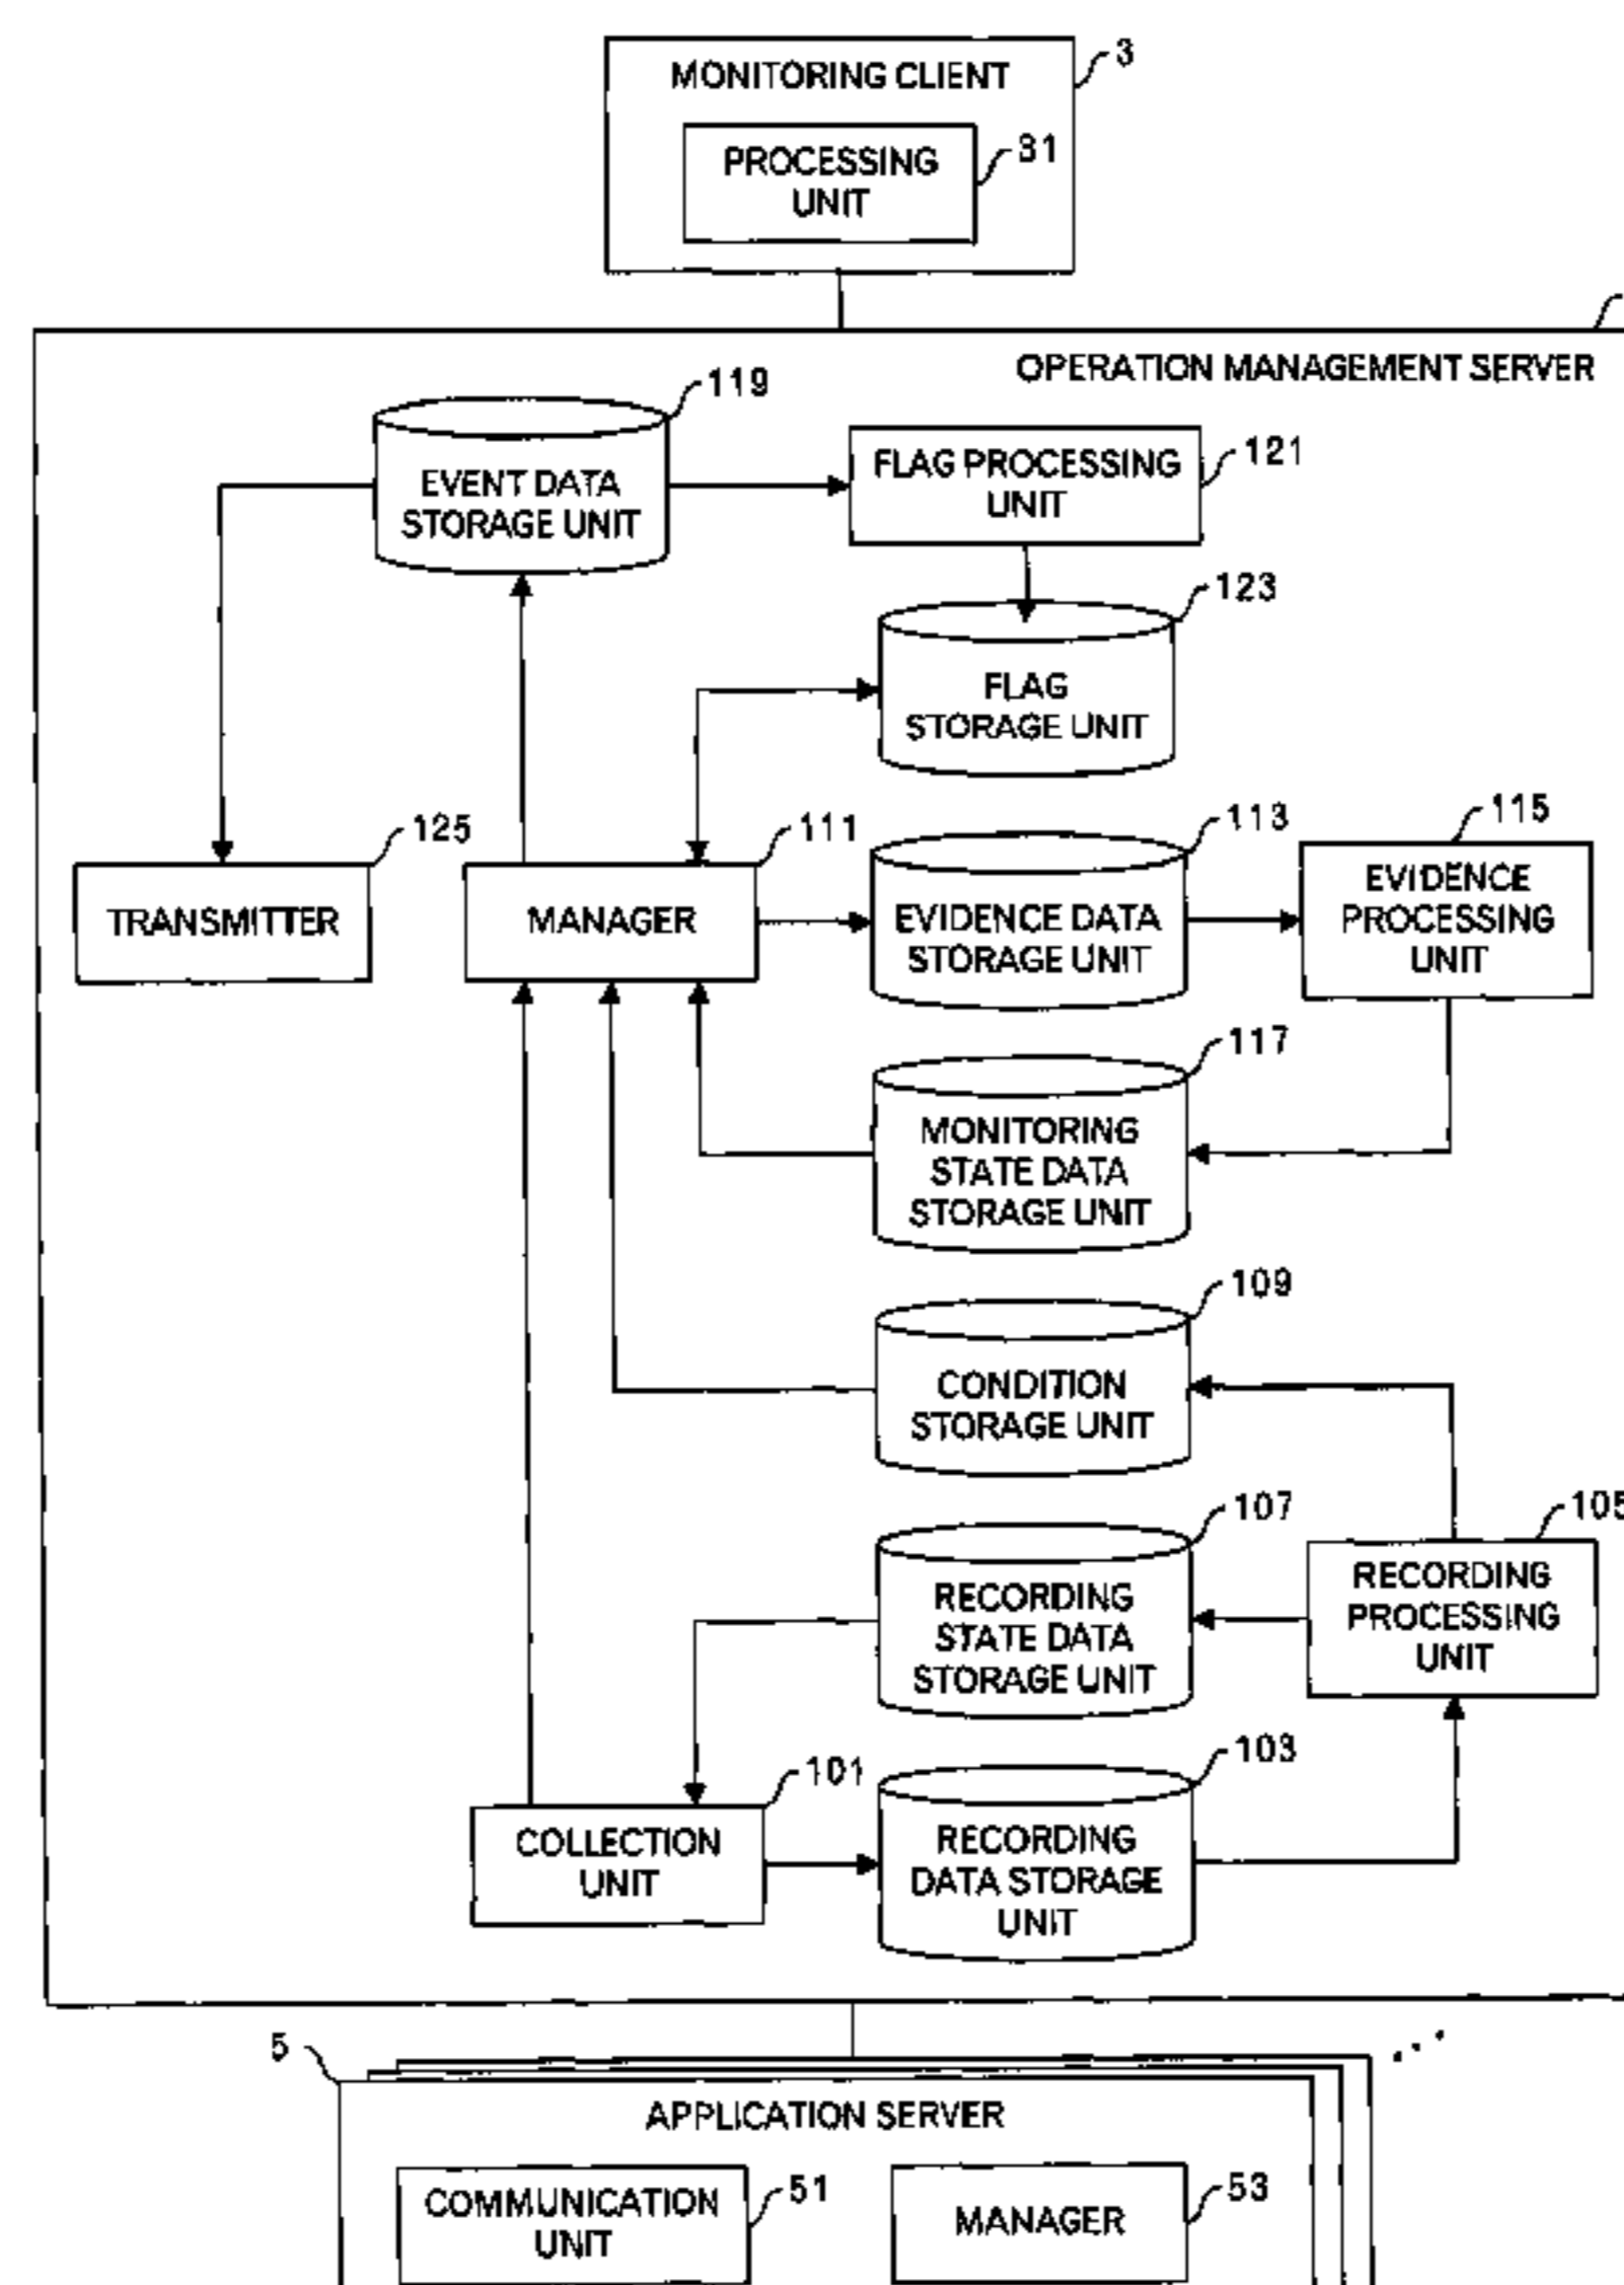 3
MONITORING CLIENT
PROCESSING
UNIT
31
OPERATION MANAGEMENT SERVER
119
EVENT DATA
STORAGE UNIT
FLAG PROCESSING
UNIT
121
123
FLAG
STORAGE UNIT
125
TRANSMITTER
111
MANAGER
113
EVIDENCE DATA
STORAGE UNIT
115
EVIDENCE
PROCESSING
UNIT
117
MONITORING
STATE DATA
STORAGE UNIT
109
CONDITION
STORAGE UNIT
107
RECORDING
STATE DATA
STORAGE UNIT
105
RECORDING
PROCESSING
UNIT
101
COLLECTION
UNIT
103
RECORDING
DATA STORAGE
UNIT
5
...
APPLICATION SERVER
COMMUNICATION
UNIT
51
MANAGER
53